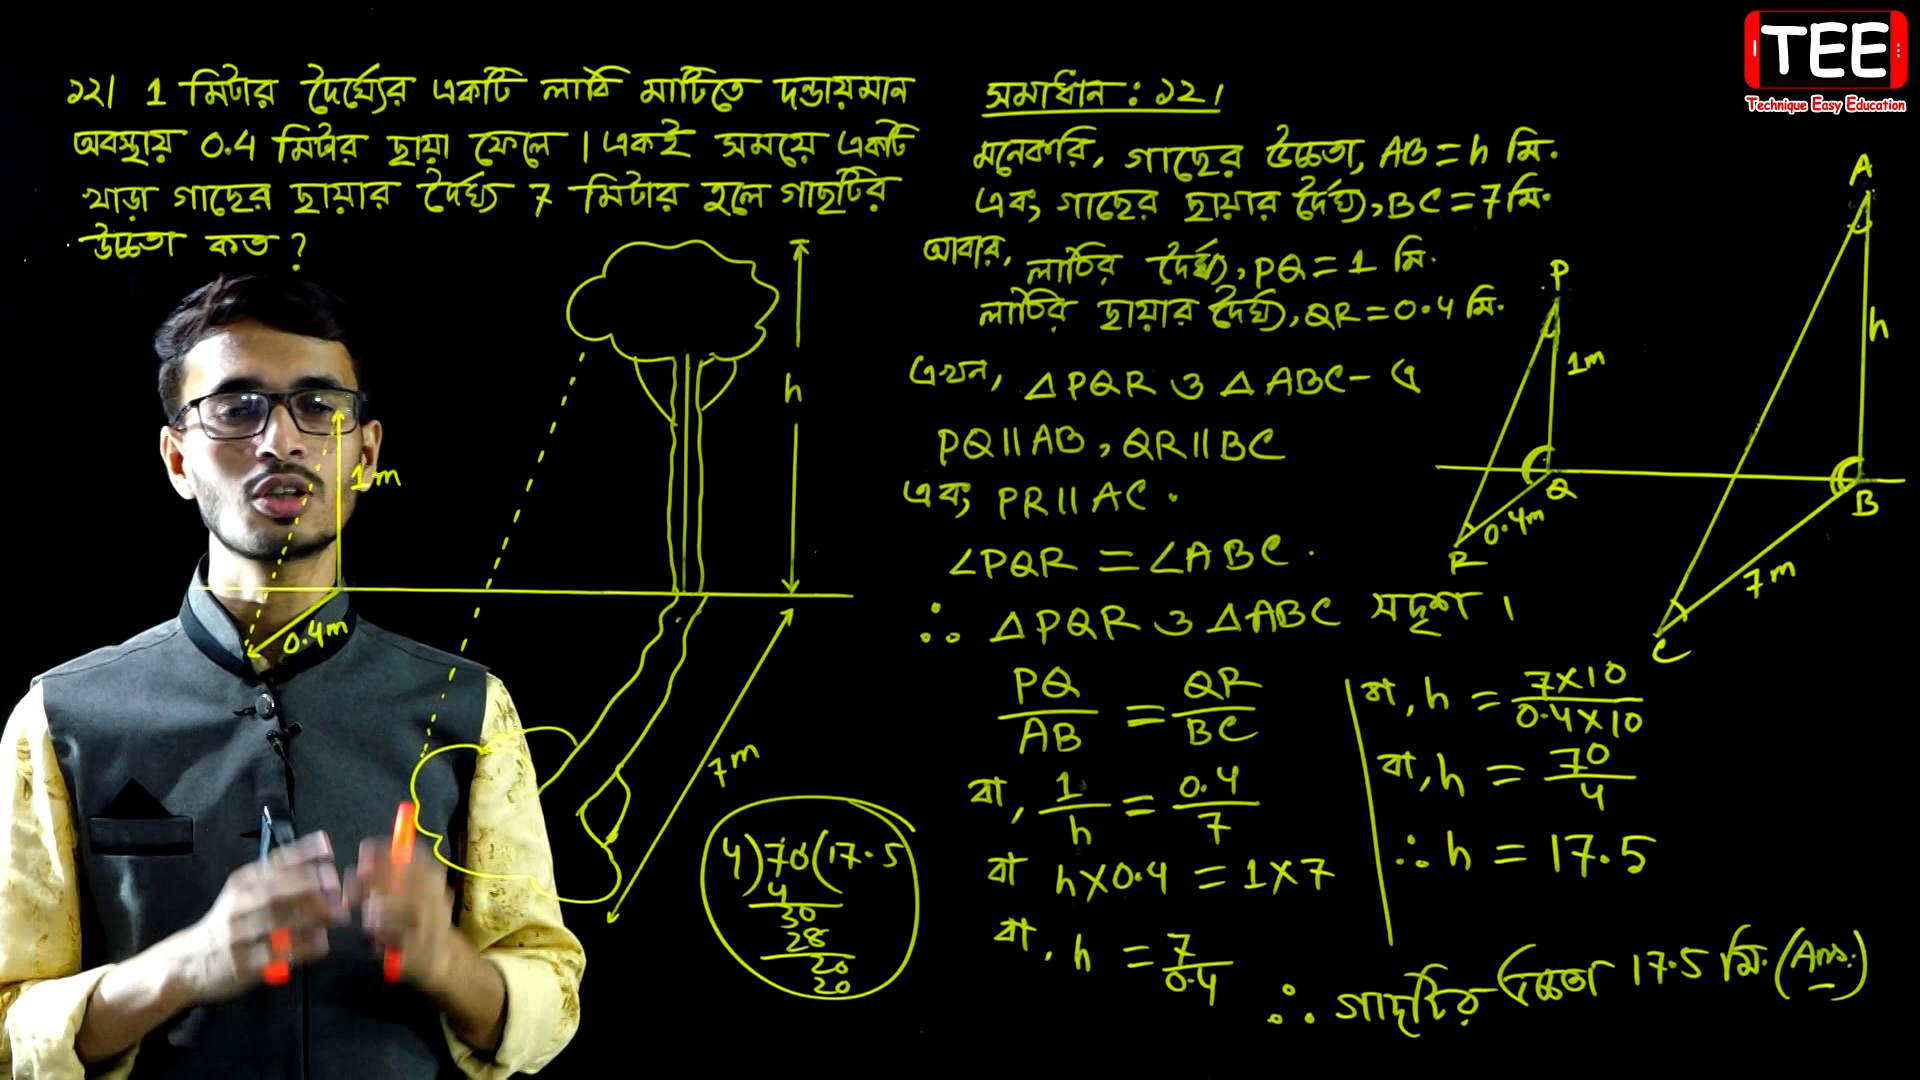 TEE
Technique Easy Education
১২। 1 মিটার দৈর্ঘ্যের একটি লাঠি মাটিতে দন্ডায়মান
অবস্থায় 0.4 মিটার ছায়া ফেলে। একই সময়ে একটি
খাড়া গাছের ছায়ার দৈর্ঘ্য 7 মিটার হলে গাছটির
উচ্চতা কত?
h
1m
0.4m
7m
4)70(17.5
4
30
28
20
20
সমাধান: ১২।
মনেকরি, গাছের উচ্চতা, AB = h মি.
এবং গাছের ছায়ার দৈর্ঘ্য, BC = 7 মি.
আবার, লাঠির দৈর্ঘ্য, PQ = 1 মি.
লাঠির ছায়ার দৈর্ঘ্য, QR = 0.4 মি.
এখন, △PQR ও △ABC - এ
PQ || AB, QR || BC
এবং PR || AC.
∠PQR = ∠ABC.
∴ △PQR ও △ABC সদৃশ।
PQ/AB = QR/BC
বা, 1/h = 0.4/7
বা h×0.4 = 1×7
বা, h = 7/0.4
বা, h = 7×10/0.4×10
বা, h = 70/4
∴ h = 17.5
∴ গাছটির উচ্চতা 17.5 মি. (Ans.)
P
1m
Q
0.4m
R
A
h
B
7m
C